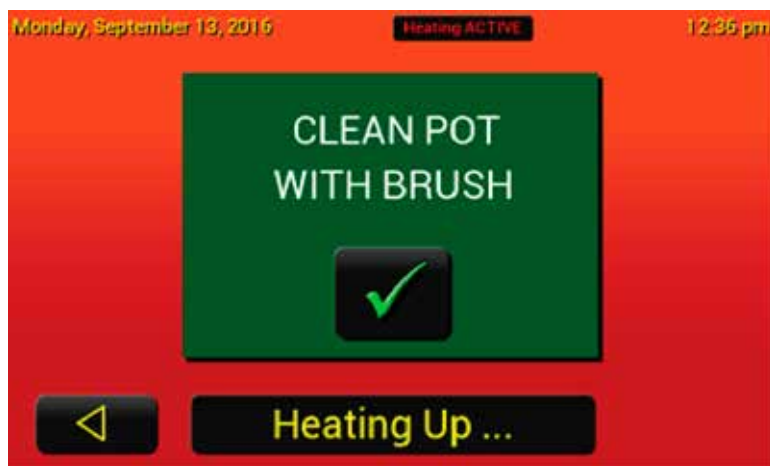 Monday, September 13, 2016
Heating ACTIVE
12:36 pm
CLEAN POT
WITH BRUSH
Heating Up ...